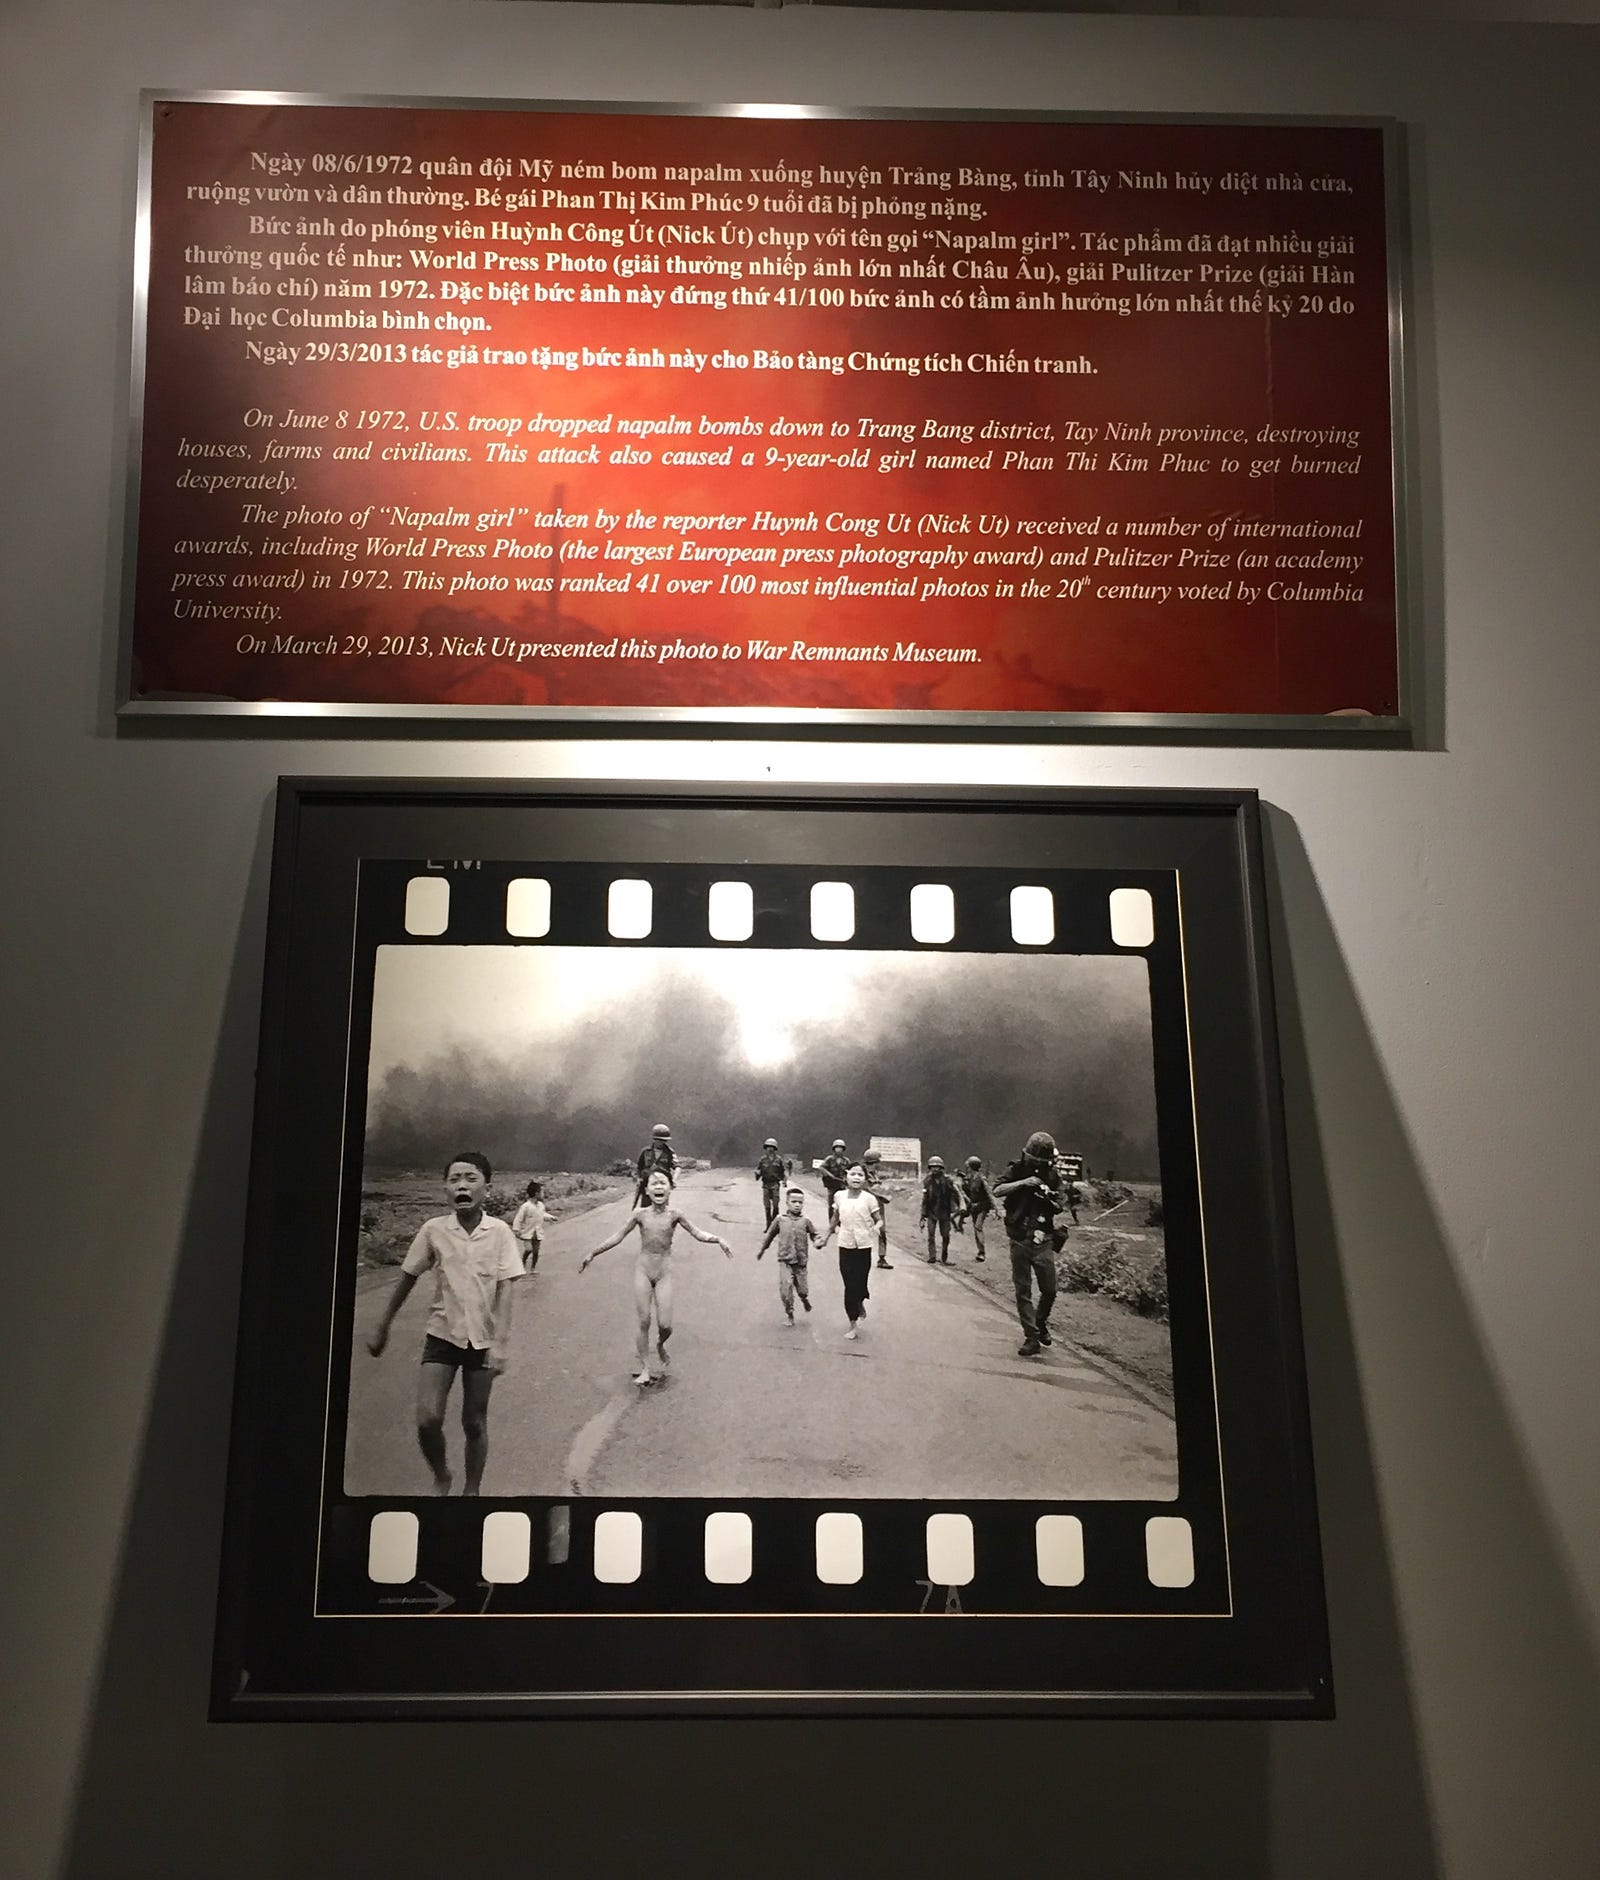 Ngày 08/6/1972 quân đội Mỹ ném bom napalm xuống huyện Trảng Bàng, tỉnh Tây Ninh hủy diệt nhà cửa,
ruộng vườn và dân thường. Bé gái Phan Thị Kim Phúc 9 tuổi đã bị phỏng nặng.
Bức ảnh do phóng viên Huỳnh Công Út (Nick Út) chụp với tên gọi “Napalm girl”. Tác phẩm đã đạt nhiều giải
thưởng quốc tế như: World Press Photo (giải thưởng nhiếp ảnh lớn nhất Châu Âu), giải Pulitzer Prize (giải Hàn
lâm báo chí) năm 1972. Đặc biệt bức ảnh này đứng thứ 41/100 bức ảnh có tầm ảnh hưởng lớn nhất thế kỷ 20 do
Đại học Columbia bình chọn.
Ngày 29/3/2013 tác giả trao tặng bức ảnh này cho Bảo tàng Chứng tích Chiến tranh.
On June 8 1972, U.S. troop dropped napalm bombs down to Trang Bang district, Tay Ninh province, destroying
houses, farms and civilians. This attack also caused a 9-year-old girl named Phan Thi Kim Phuc to get burned
desperately.
The photo of “Napalm girl” taken by the reporter Huynh Cong Ut (Nick Ut) received a number of international
awards, including World Press Photo (the largest European press photography award) and Pulitzer Prize (an academy
press award) in 1972. This photo was ranked 41 over 100 most influential photos in the 20th century voted by Columbia
University.
On March 29, 2013, Nick Ut presented this photo to War Remnants Museum.
7 7A